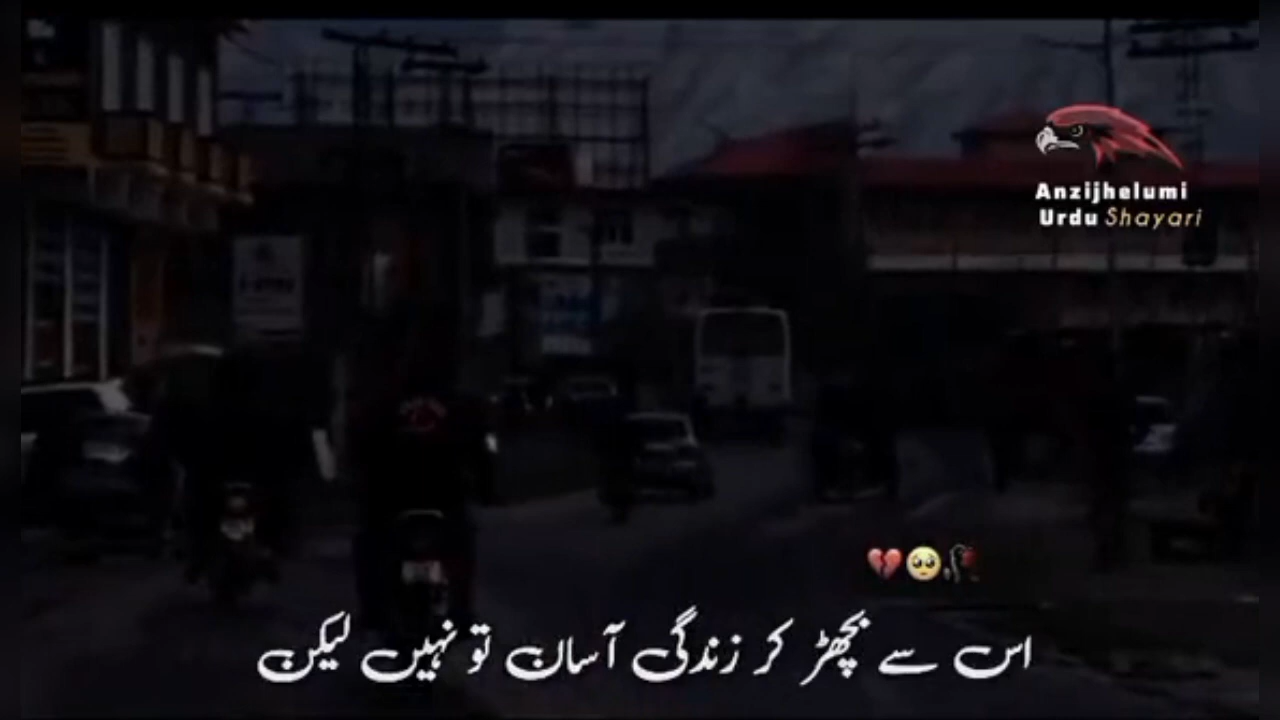 Anzijhelumi
Urdu Shayari
💔🥺🥀
اس سے بچھڑ کر زندگی آسان تو نہیں لیکن